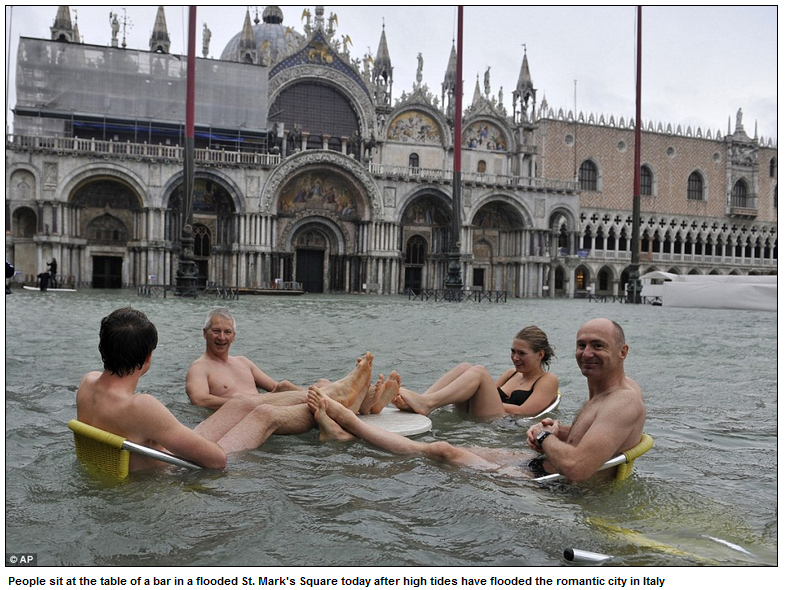 © AP
People sit at the table of a bar in a flooded St. Mark's Square today after high tides have flooded the romantic city in Italy